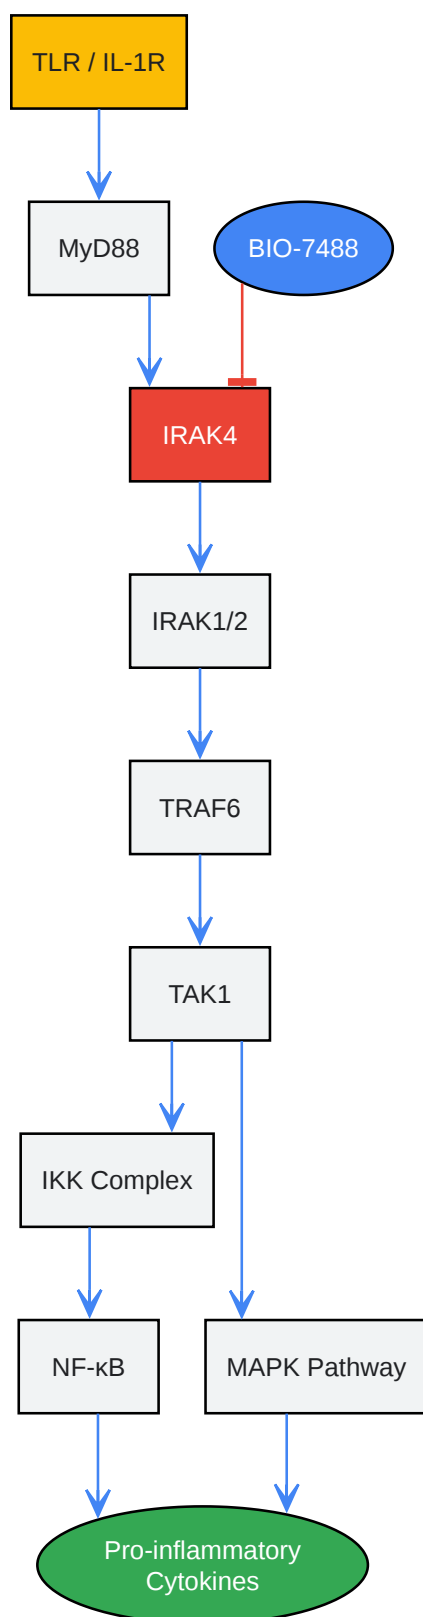 TLR / IL-1R
MyD88
BIO-7488
IRAK4
IRAK1/2
TRAF6
TAK1
IKK Complex
NF-κB
MAPK Pathway
Pro-inflammatory
Cytokines